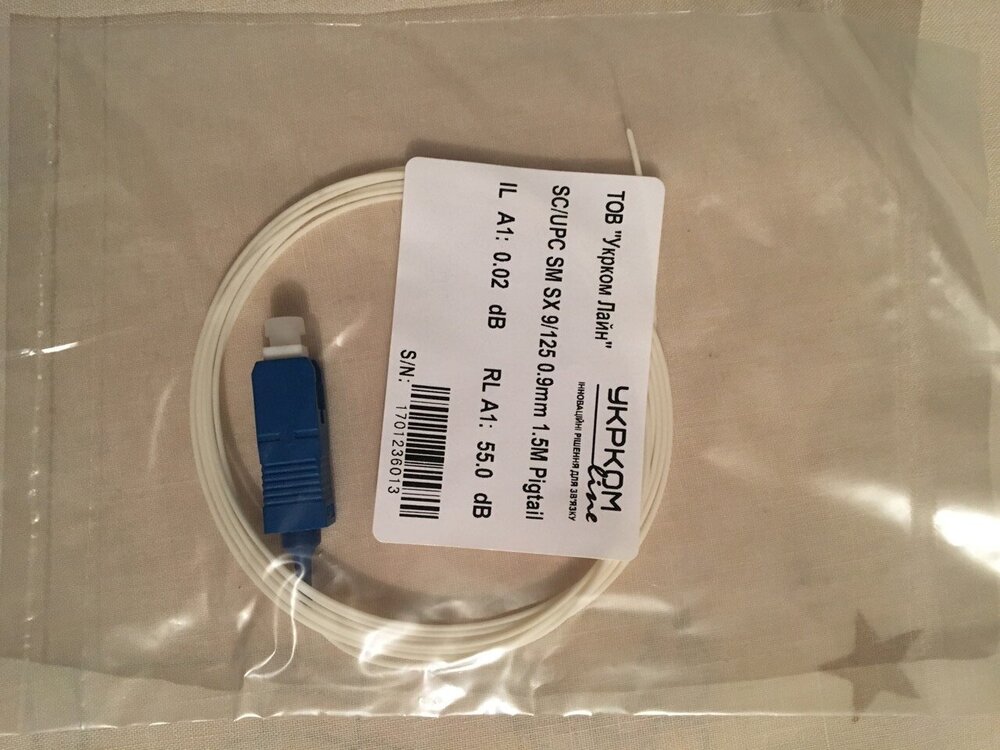 ТОВ "Укрком Лайн"
УКРКОМ
line
ІННОВАЦІЙНІ РІШЕННЯ ДЛЯ ЗВ'ЯЗКУ
SC/UPC SM SX 9/125 0.9mm 1.5M Pigtail
IL A1: 0.02 dB RL A1: 55.0 dB
S/N: 1701236013